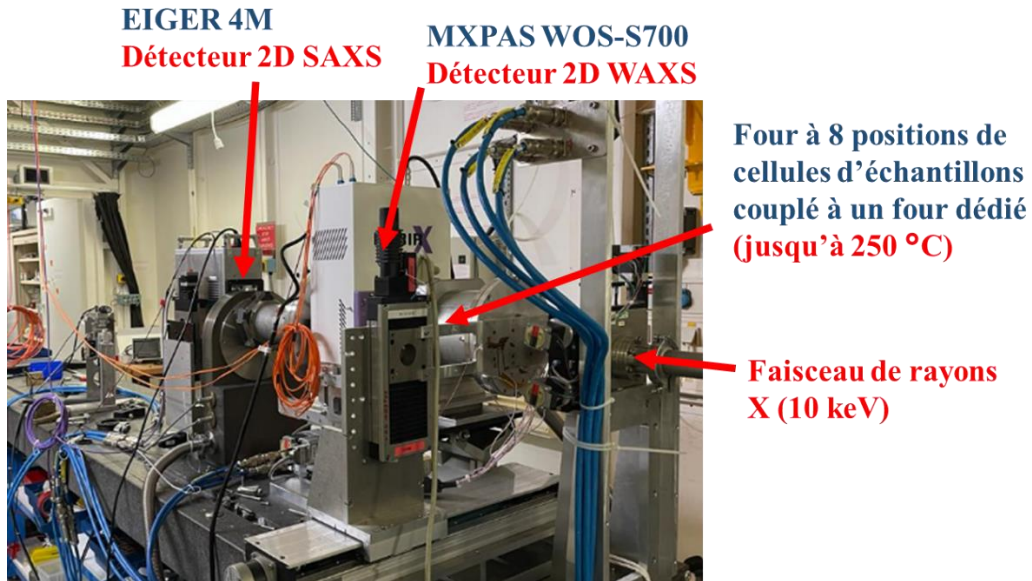 EIGER 4M
Détecteur 2D SAXS
MXPAS WOS-S700
Détecteur 2D WAXS
Four à 8 positions de
cellules d’échantillons
couplé à un four dédié
(jusqu’à 250 °C)
Faisceau de rayons
X (10 keV)